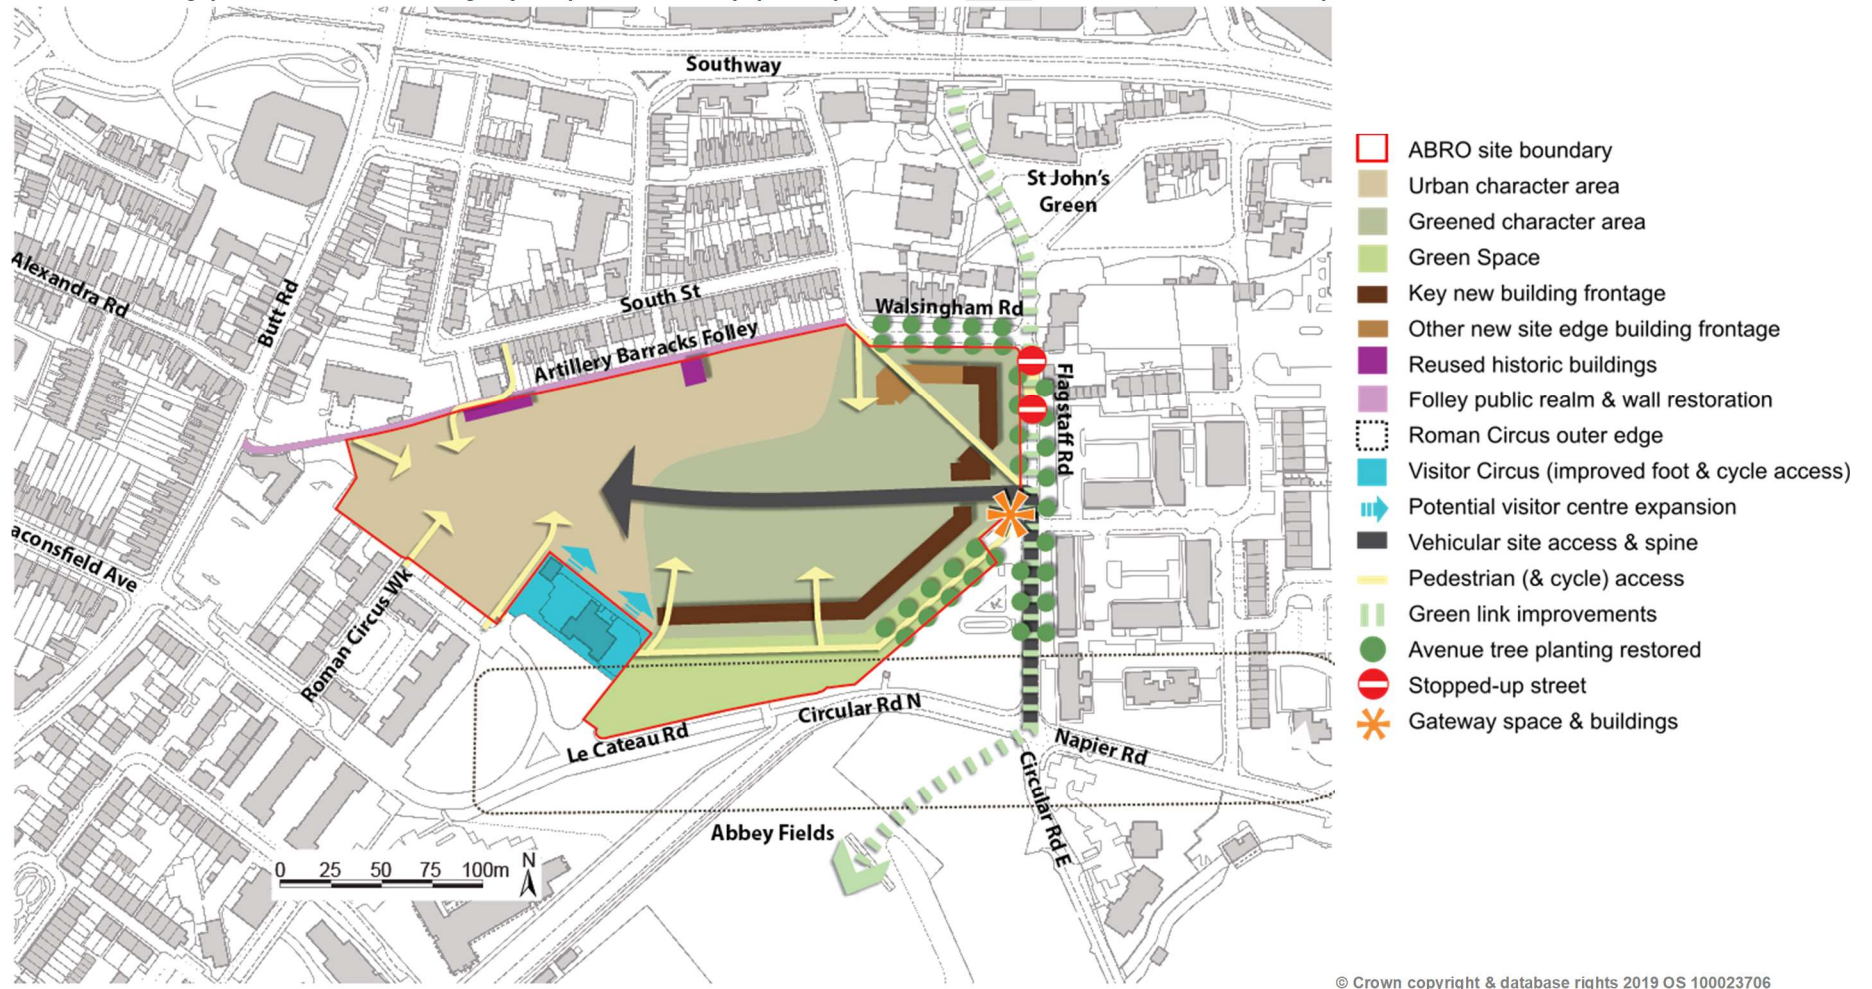 Southway
St John's
Green
Alexandra Rd
Butt Rd
South St
Walsingham Rd
Artillery Barracks Folley
Flagstaff Rd
aconsfield Ave
Roman Circus Wk
Circular Rd N
Le Cateau Rd
Napier Rd
Circular Rd E
Abbey Fields
0 25 50 75 100m
N
ABRO site boundary
Urban character area
Greened character area
Green Space
Key new building frontage
Other new site edge building frontage
Reused historic buildings
Folley public realm & wall restoration
Roman Circus outer edge
Visitor Circus (improved foot & cycle access)
Potential visitor centre expansion
Vehicular site access & spine
Pedestrian (& cycle) access
Green link improvements
Avenue tree planting restored
Stopped-up street
Gateway space & buildings
© Crown copyright & database rights 2019 OS 100023706